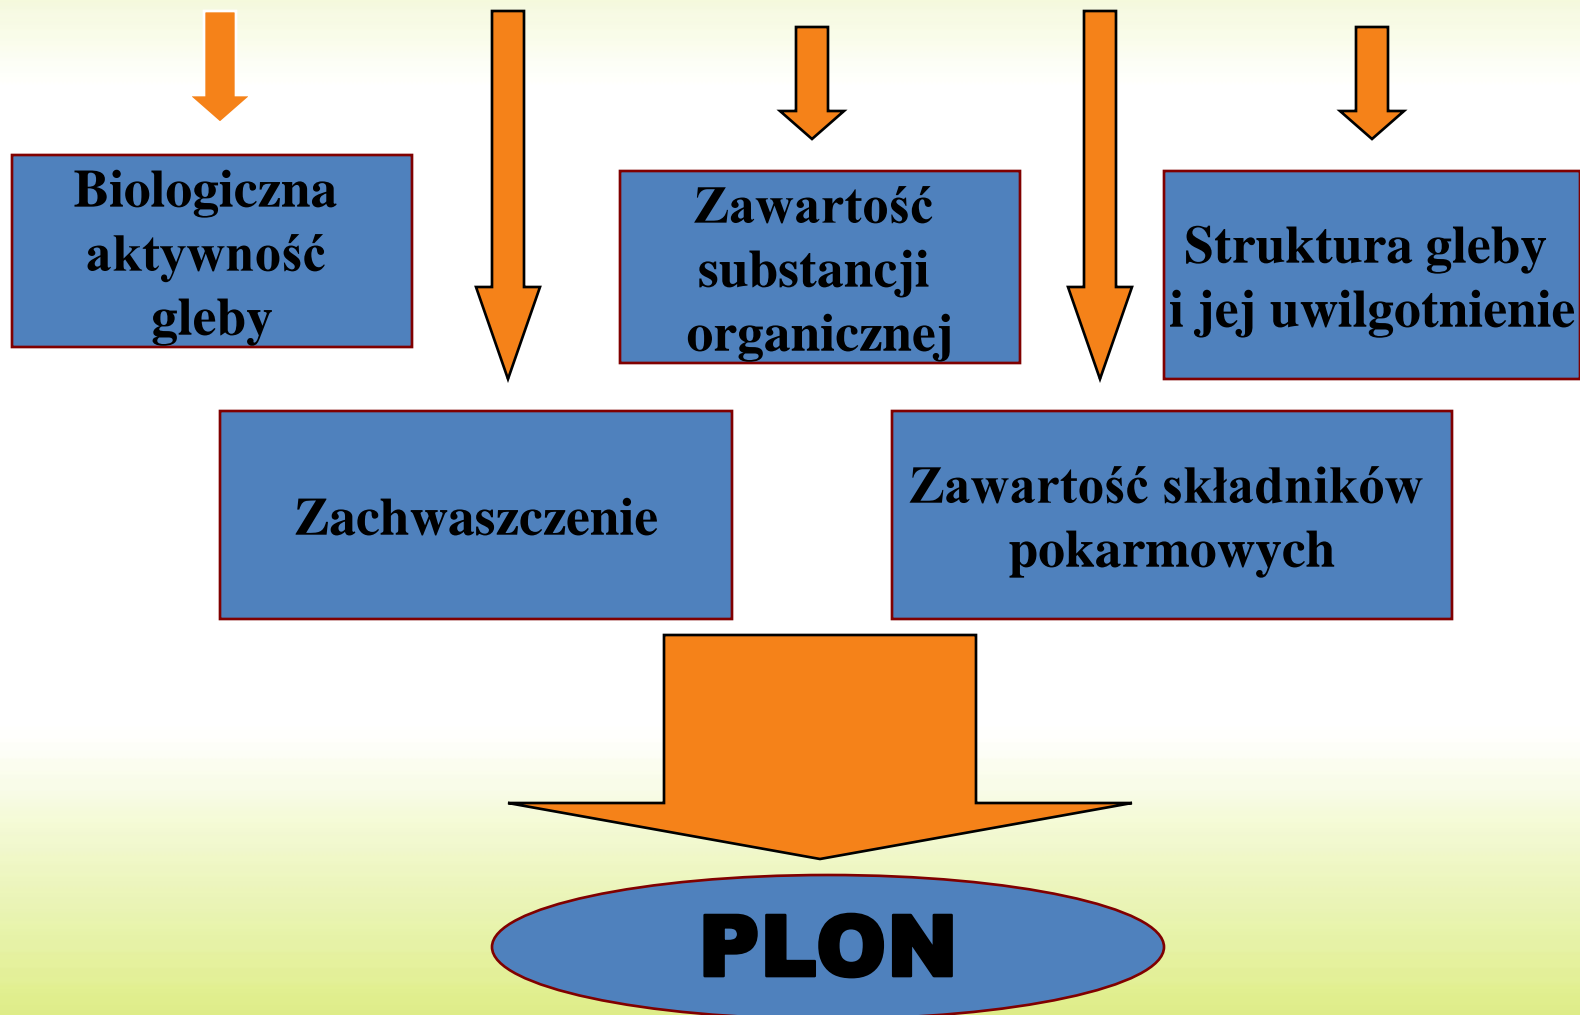 Biologiczna
aktywność
gleby
Zawartość
substancji
organicznej
Struktura gleby
i jej uwilgotnienie
Zachwaszczenie
Zawartość składników
pokarmowych
PLON